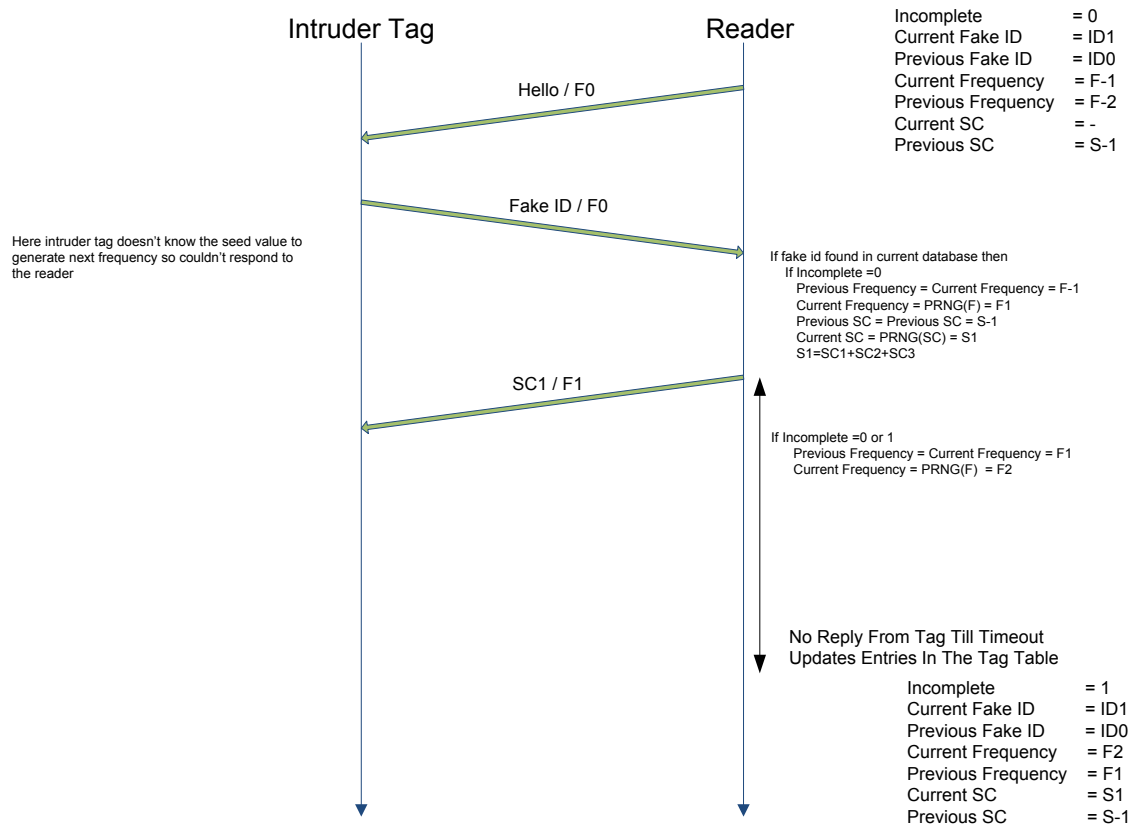 Intruder Tag
Reader
Incomplete = 0
Current Fake ID = ID1
Previous Fake ID = ID0
Current Frequency = F-1
Previous Frequency = F-2
Current SC = -
Previous SC = S-1
Hello / F0
Fake ID / F0
Here intruder tag doesn't know the seed value to
generate next frequency so couldn't respond to
the reader
If fake id found in current database then
If Incomplete =0
Previous Frequency = Current Frequency = F-1
Current Frequency = PRNG(F) = F1
Previous SC = Previous SC = S-1
Current SC = PRNG(SC) = S1
S1=SC1+SC2+SC3
SC1 / F1
If Incomplete =0 or 1
Previous Frequency = Current Frequency = F1
Current Frequency = PRNG(F) = F2
No Reply From Tag Till Timeout
Updates Entries In The Tag Table
Incomplete = 1
Current Fake ID = ID1
Previous Fake ID = ID0
Current Frequency = F2
Previous Frequency = F1
Current SC = S1
Previous SC = S-1